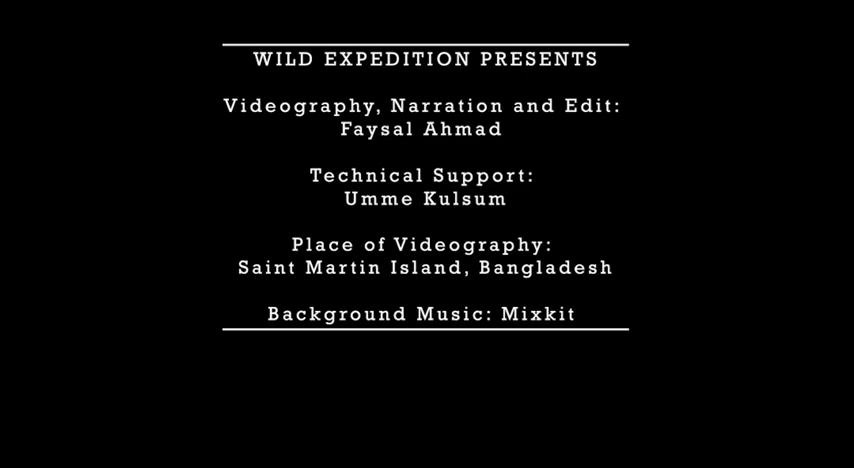 WILD EXPEDITION PRESENTS
Videography, Narration and Edit:
Faysal Ahmad
Technical Support:
Umme Kulsum
Place of Videography:
Saint Martin Island, Bangladesh
Background Music: Mixkit